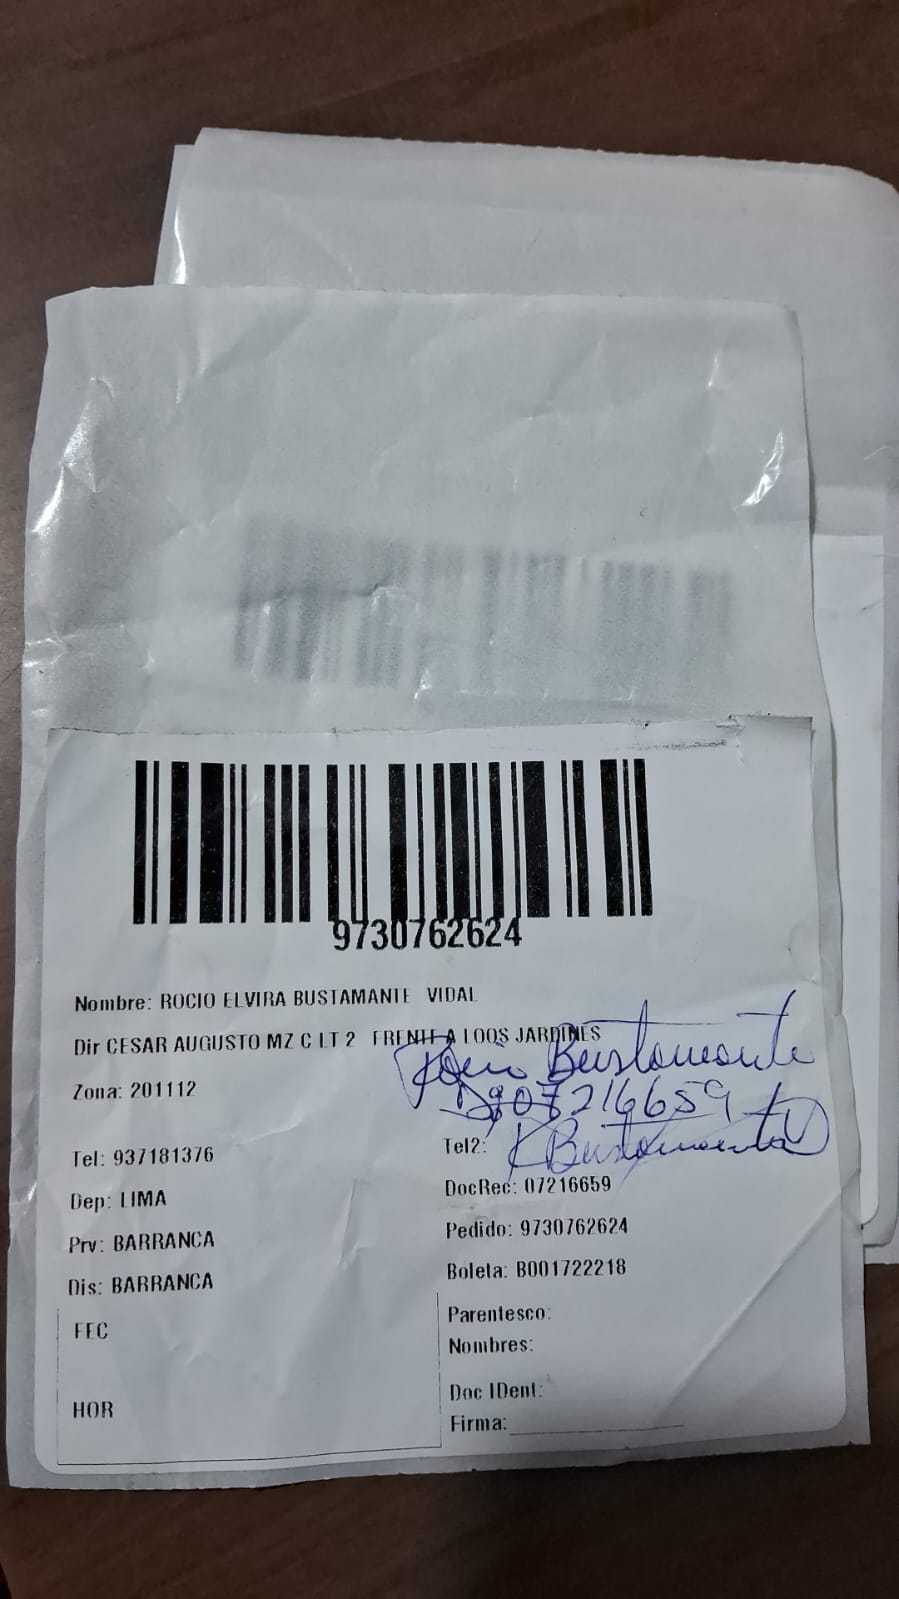 9730762624
Nombre: ROCIO ELVIRA BUSTAMANTE VIDAL
Dir CESAR AUGUSTO MZ C LT 2 FRENTE A LOOS JARDINES
Rocio Bustamante
Zona: 201112
07216659
Tel: 937181376
Tel2:
Bustamante
Dep: LIMA
DocRec: 07216659
Prv: BARRANCA
Pedido: 9730762624
Dis: BARRANCA
Boleta: B001722218
FEC
Parentesco:
Nombres:
HOR
Doc IDent:
Firma: